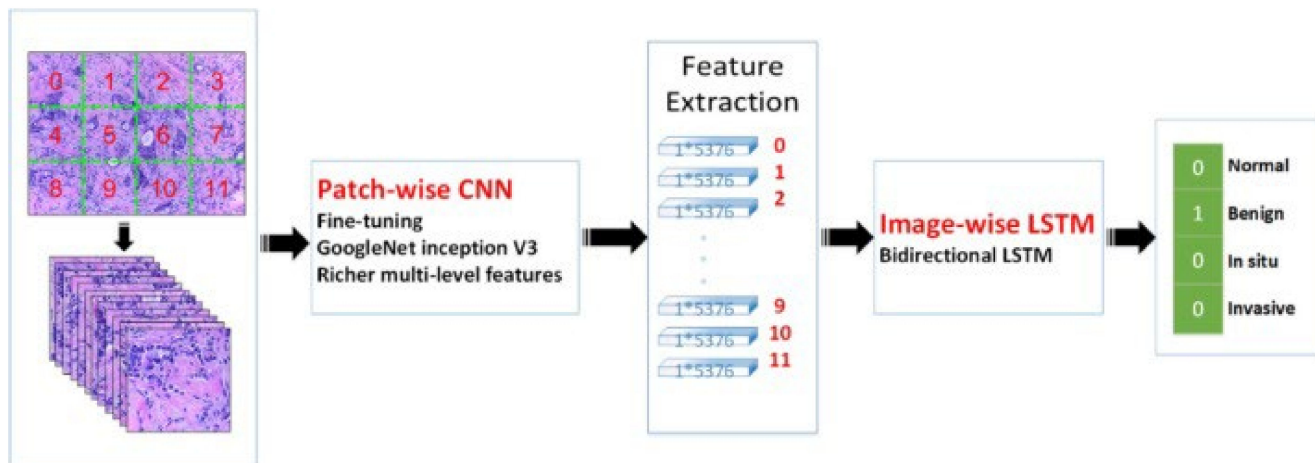 0 1 2 3
4 5 6 7
8 9 10 11
Patch-wise CNN
Fine-tuning
GoogleNet inception V3
Richer multi-level features
Feature
Extraction
1*5376 0
1*5376 1
1*5376 2
1*5376 9
1*5376 10
1*5376 11
Image-wise LSTM
Bidirectional LSTM
0 Normal
1 Benign
0 In situ
0 Invasive